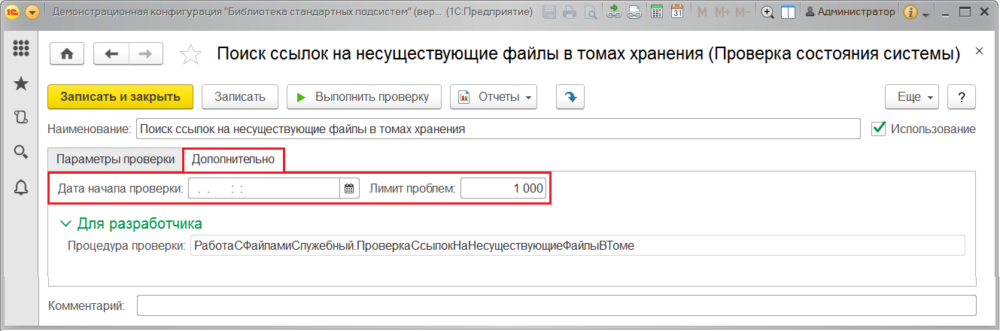 Демонстрационная конфигурация "Библиотека стандартных подсистем" (вер... (1С:Предприятие)
M M+ M− Администратор
Поиск ссылок на несуществующие файлы в томах хранения (Проверка состояния системы)
Записать и закрыть Записать Выполнить проверку Отчеты Еще ?
Наименование: Поиск ссылок на несуществующие файлы в томах хранения Использование
Параметры проверки Дополнительно
Дата начала проверки: . . : : Лимит проблем: 1 000
Для разработчика
Процедура проверки: РаботаСФайламиСлужебный.ПроверкаСсылокНаНесуществующиеФайлыВТоме
Комментарий: